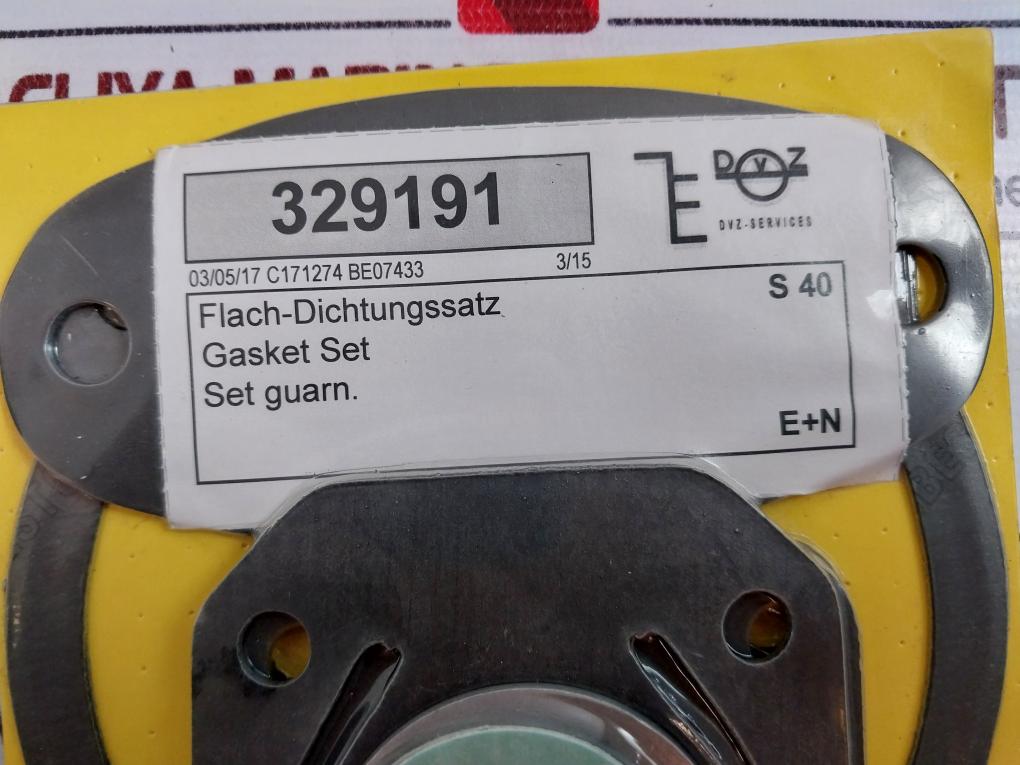 329191
DVZ
DVZ-SERVICES
03/05/17 C171274 BE07433
3/15
Flach-Dichtungssatz
S 40
Gasket Set
Set guarn.
E+N